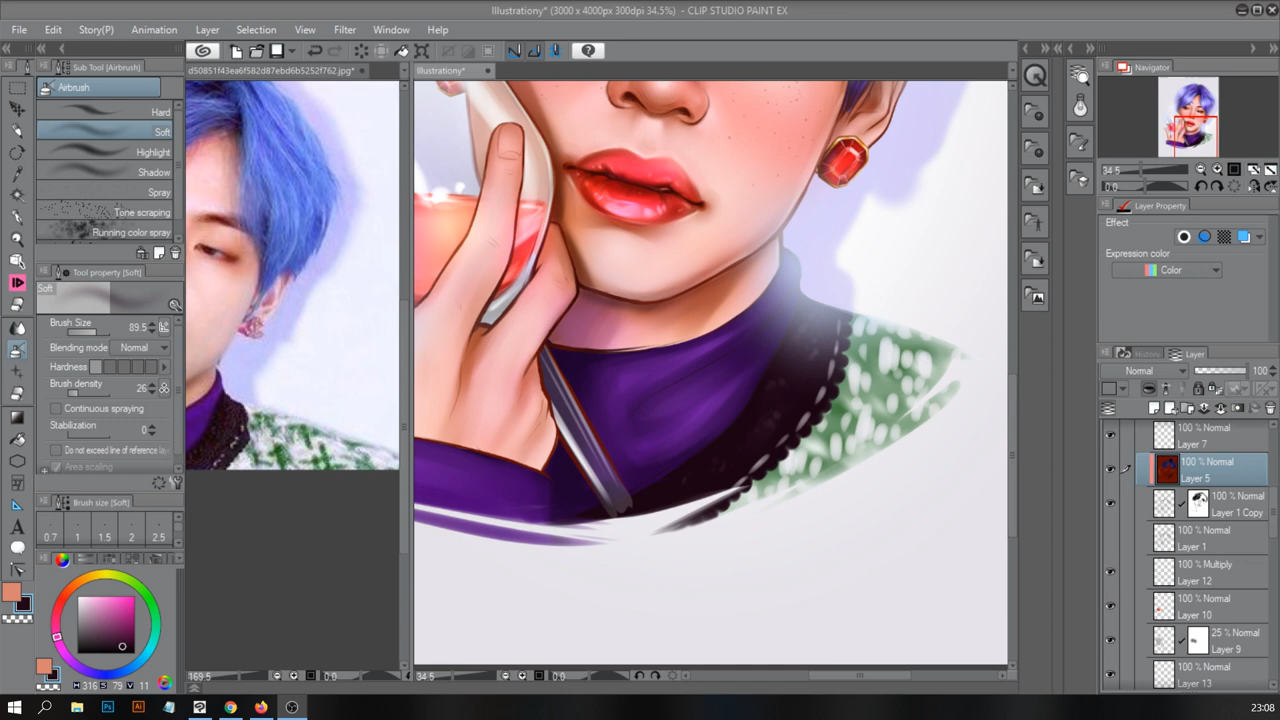 Illustrationy* (3000 x 4000px 300dpi 34.5%) - CLIP STUDIO PAINT EX
File Edit Story(P) Animation Layer Selection View Filter Window Help
Sub Tool [Airbrush]
Airbrush
Hard
Soft
Highlight
Shadow
Spray
Tone scraping
Running color spray
Tool property [Soft]
Soft
Brush Size 89.5
Blending mode Normal
Hardness
Brush density 26
Continuous spraying
Stabilization 0
Do not exceed line of reference lay
Area scaling
Brush size [Soft]
0.7 1 1.5 2 2.5
H 316 S 79 V 11
d50851f43ea6f582d87ebd6b5252f762.jpg*
Illustrationy*
169.5 0.0
34.5 0.0
Navigator
34.5
0.0
Layer Property
Effect
Expression color
Color
History Layer
Normal 100
100 % Normal
Layer 7
100 % Normal
Layer 5
100 % Normal
Layer 1 Copy
100 % Normal
Layer 1
100 % Multiply
Layer 12
100 % Normal
Layer 10
25 % Normal
Layer 9
100 % Normal
Layer 13
Ps Ai
23:08